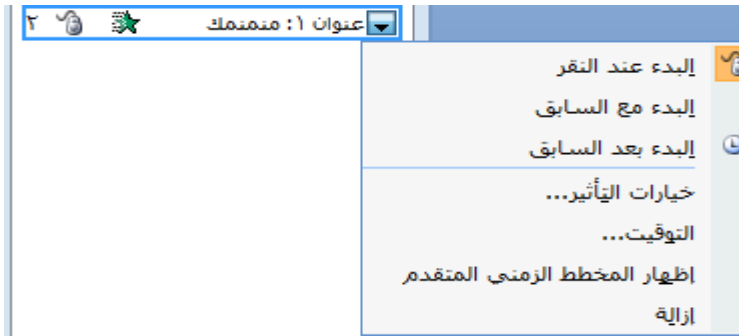 عنوان ١: منمنمك ٢
البدء عند النقر
البدء مع السابق
البدء بعد السابق
خيارات التأثير...
التوقيت...
إظهار المخطط الزمني المتقدم
إزالة